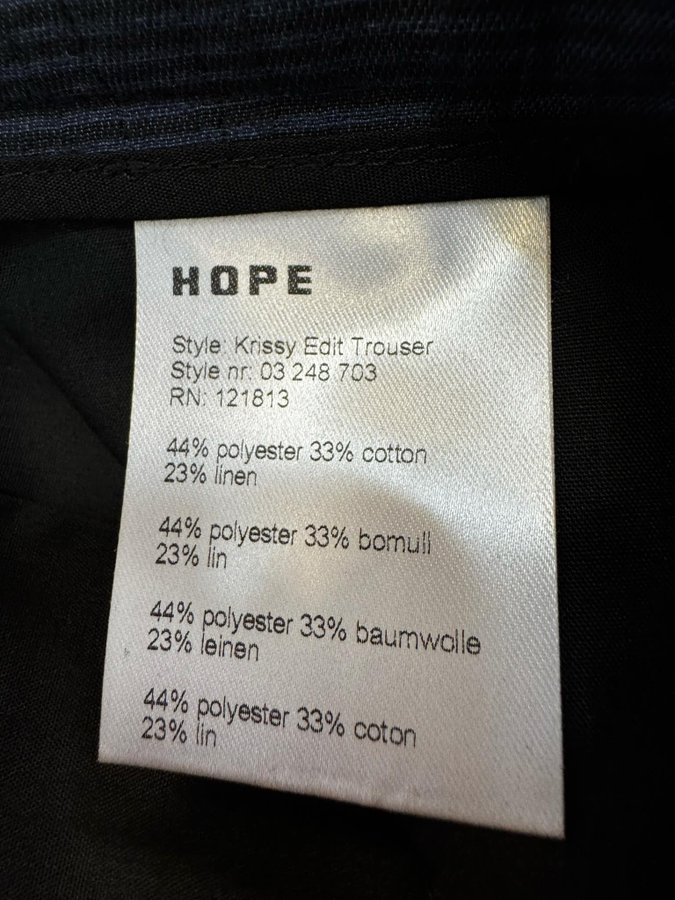 HOPE
Style: Krissy Edit Trouser
Style nr: 03 248 703
RN: 121813
44% polyester 33% cotton
23% linen
44% polyester 33% bomull
23% lin
44% polyester 33% baumwolle
23% leinen
44% polyester 33% coton
23% lin